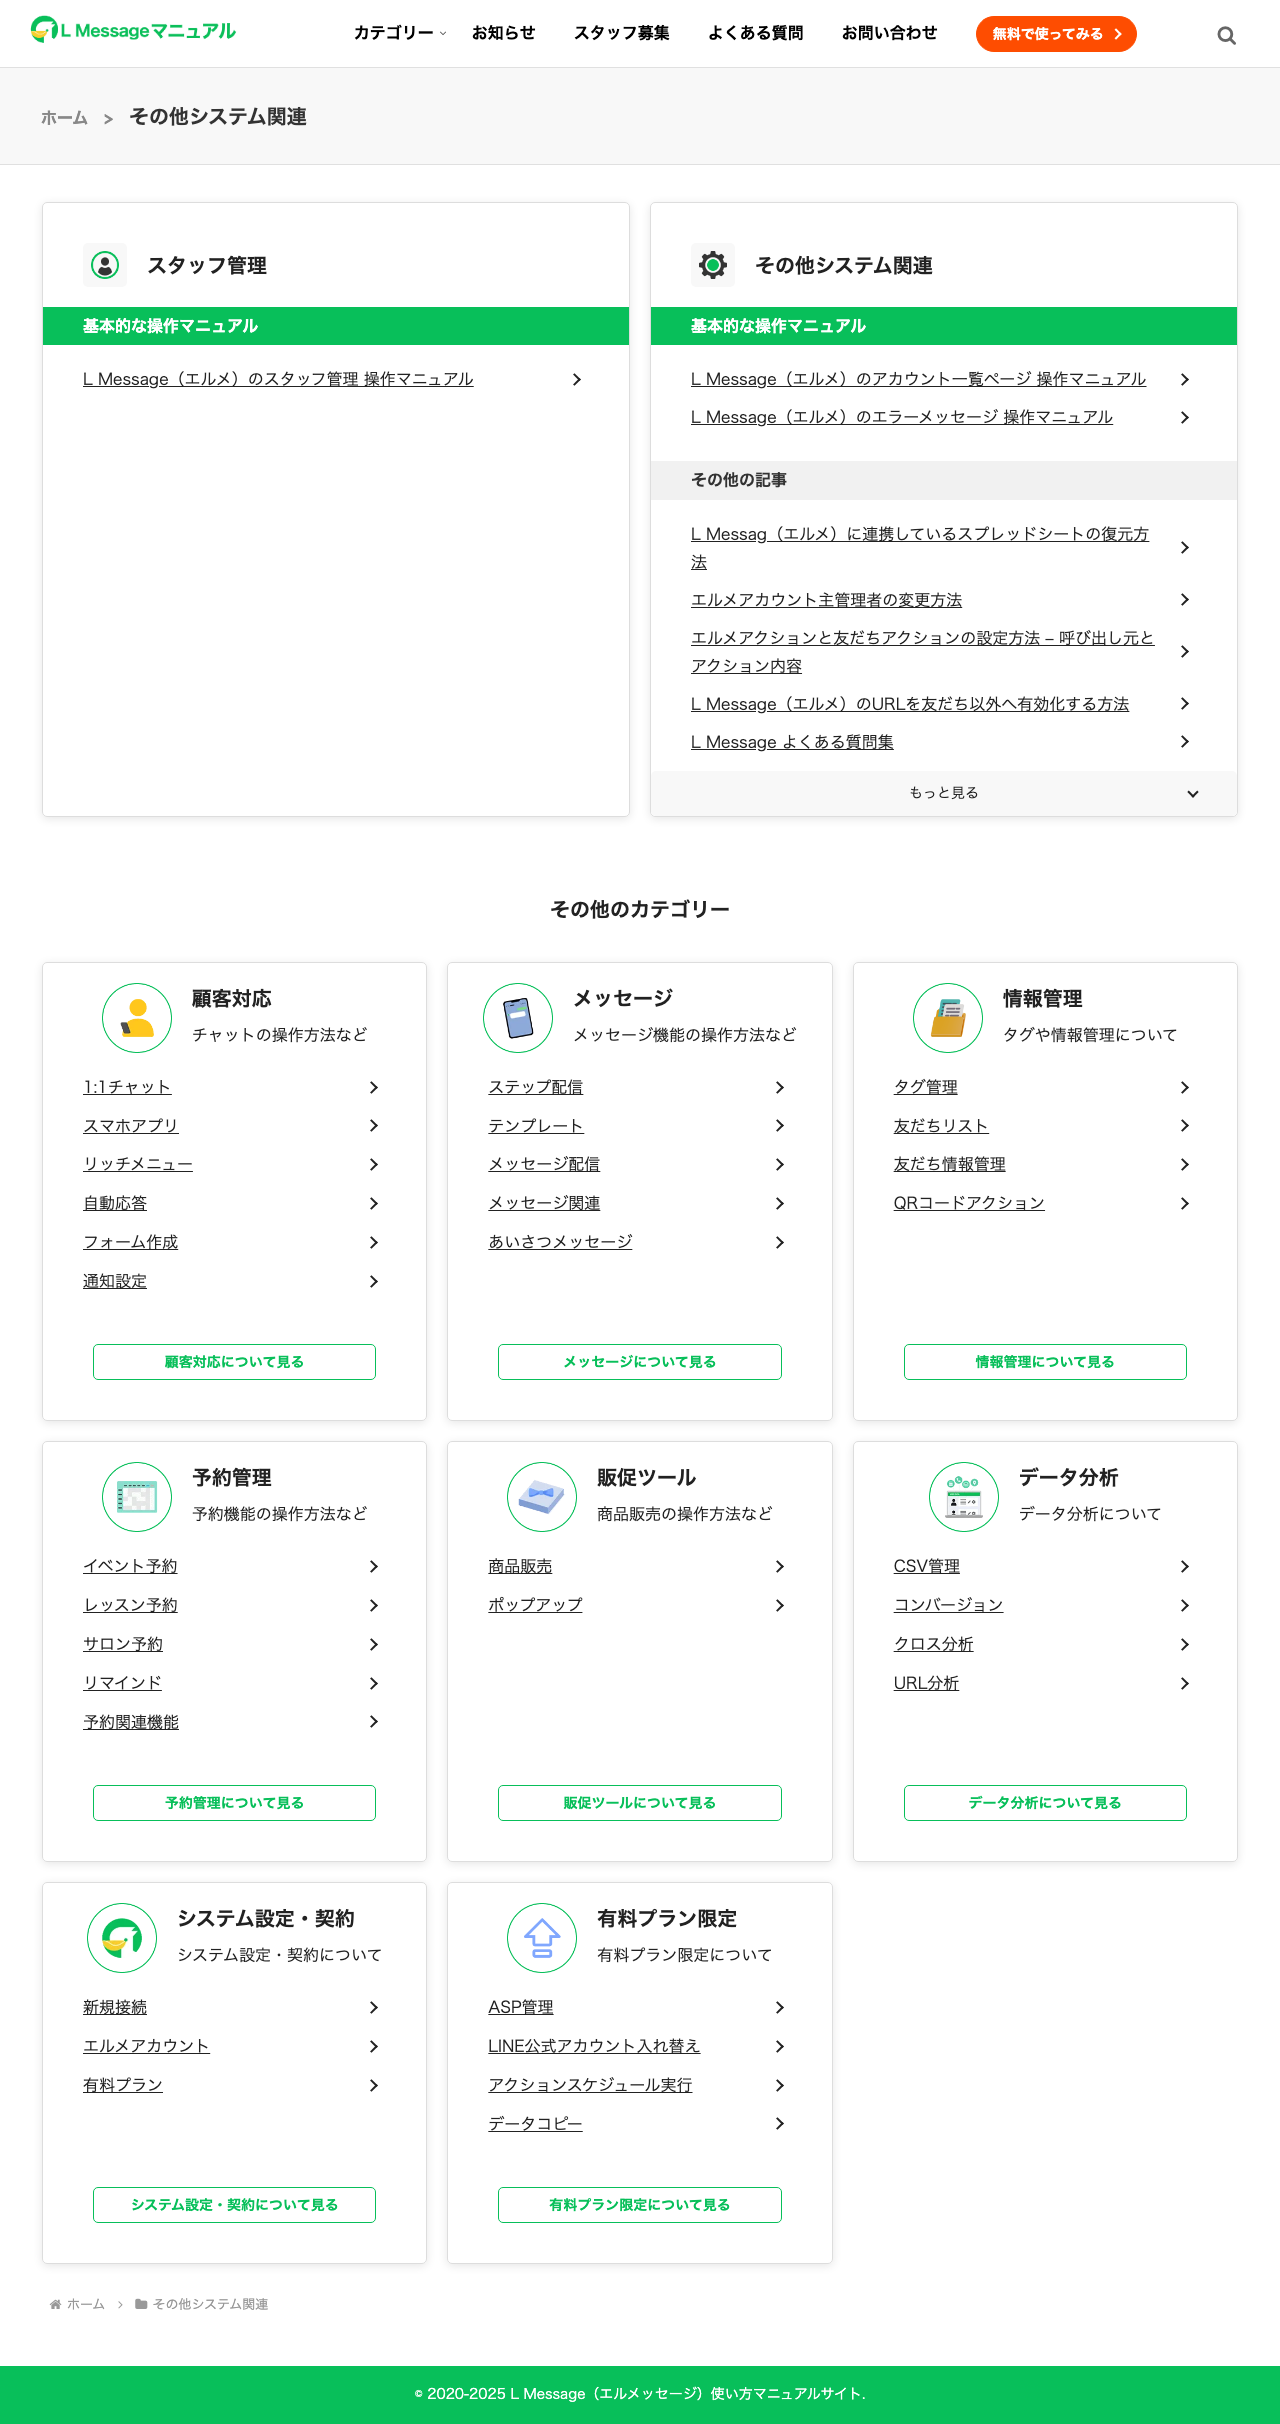 L Messageマニュアル
カテゴリー
お知らせ
スタッフ募集
よくある質問
お問い合わせ
無料で使ってみる
ホーム > その他システム関連
スタッフ管理
基本的な操作マニュアル
L Message（エルメ）のスタッフ管理 操作マニュアル
その他システム関連
基本的な操作マニュアル
L Message（エルメ）のアカウント一覧ページ 操作マニュアル
L Message（エルメ）のエラーメッセージ 操作マニュアル
その他の記事
L Messag（エルメ）に連携しているスプレッドシートの復元方
法
エルメアカウント主管理者の変更方法
エルメアクションと友だちアクションの設定方法 – 呼び出し元と
アクション内容
L Message（エルメ）のURLを友だち以外へ有効化する方法
L Message よくある質問集
もっと見る
その他のカテゴリー
顧客対応
チャットの操作方法など
1:1チャット
スマホアプリ
リッチメニュー
自動応答
フォーム作成
通知設定
顧客対応について見る
メッセージ
メッセージ機能の操作方法など
ステップ配信
テンプレート
メッセージ配信
メッセージ関連
あいさつメッセージ
メッセージについて見る
情報管理
タグや情報管理について
タグ管理
友だちリスト
友だち情報管理
QRコードアクション
情報管理について見る
予約管理
予約機能の操作方法など
イベント予約
レッスン予約
サロン予約
リマインド
予約関連機能
予約管理について見る
販促ツール
商品販売の操作方法など
商品販売
ポップアップ
販促ツールについて見る
データ分析
データ分析について
CSV管理
コンバージョン
クロス分析
URL分析
データ分析について見る
システム設定・契約
システム設定・契約について
新規接続
エルメアカウント
有料プラン
システム設定・契約について見る
有料プラン限定
有料プラン限定について
ASP管理
LINE公式アカウント入れ替え
アクションスケジュール実行
データコピー
有料プラン限定について見る
ホーム > その他システム関連
© 2020-2025 L Message（エルメッセージ）使い方マニュアルサイト.